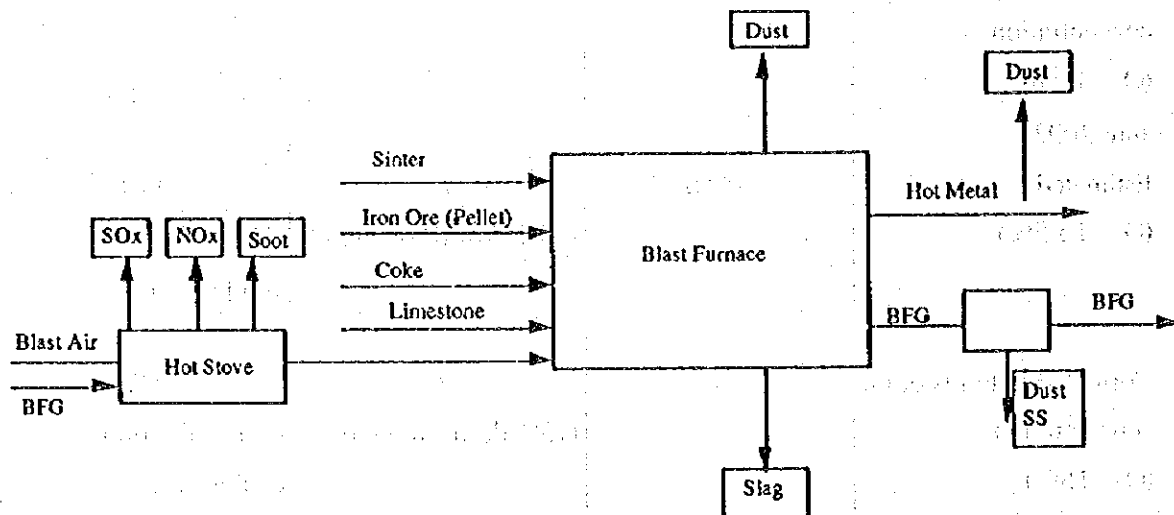 Dust
Dust
Sinter
Hot Metal
Iron Ore (Pellet)
SOx
NOx
Soot
Blast Furnace
Coke
Limestone
BFG
BFG
Blast Air
Hot Stove
BFG
Dust
SS
Slag